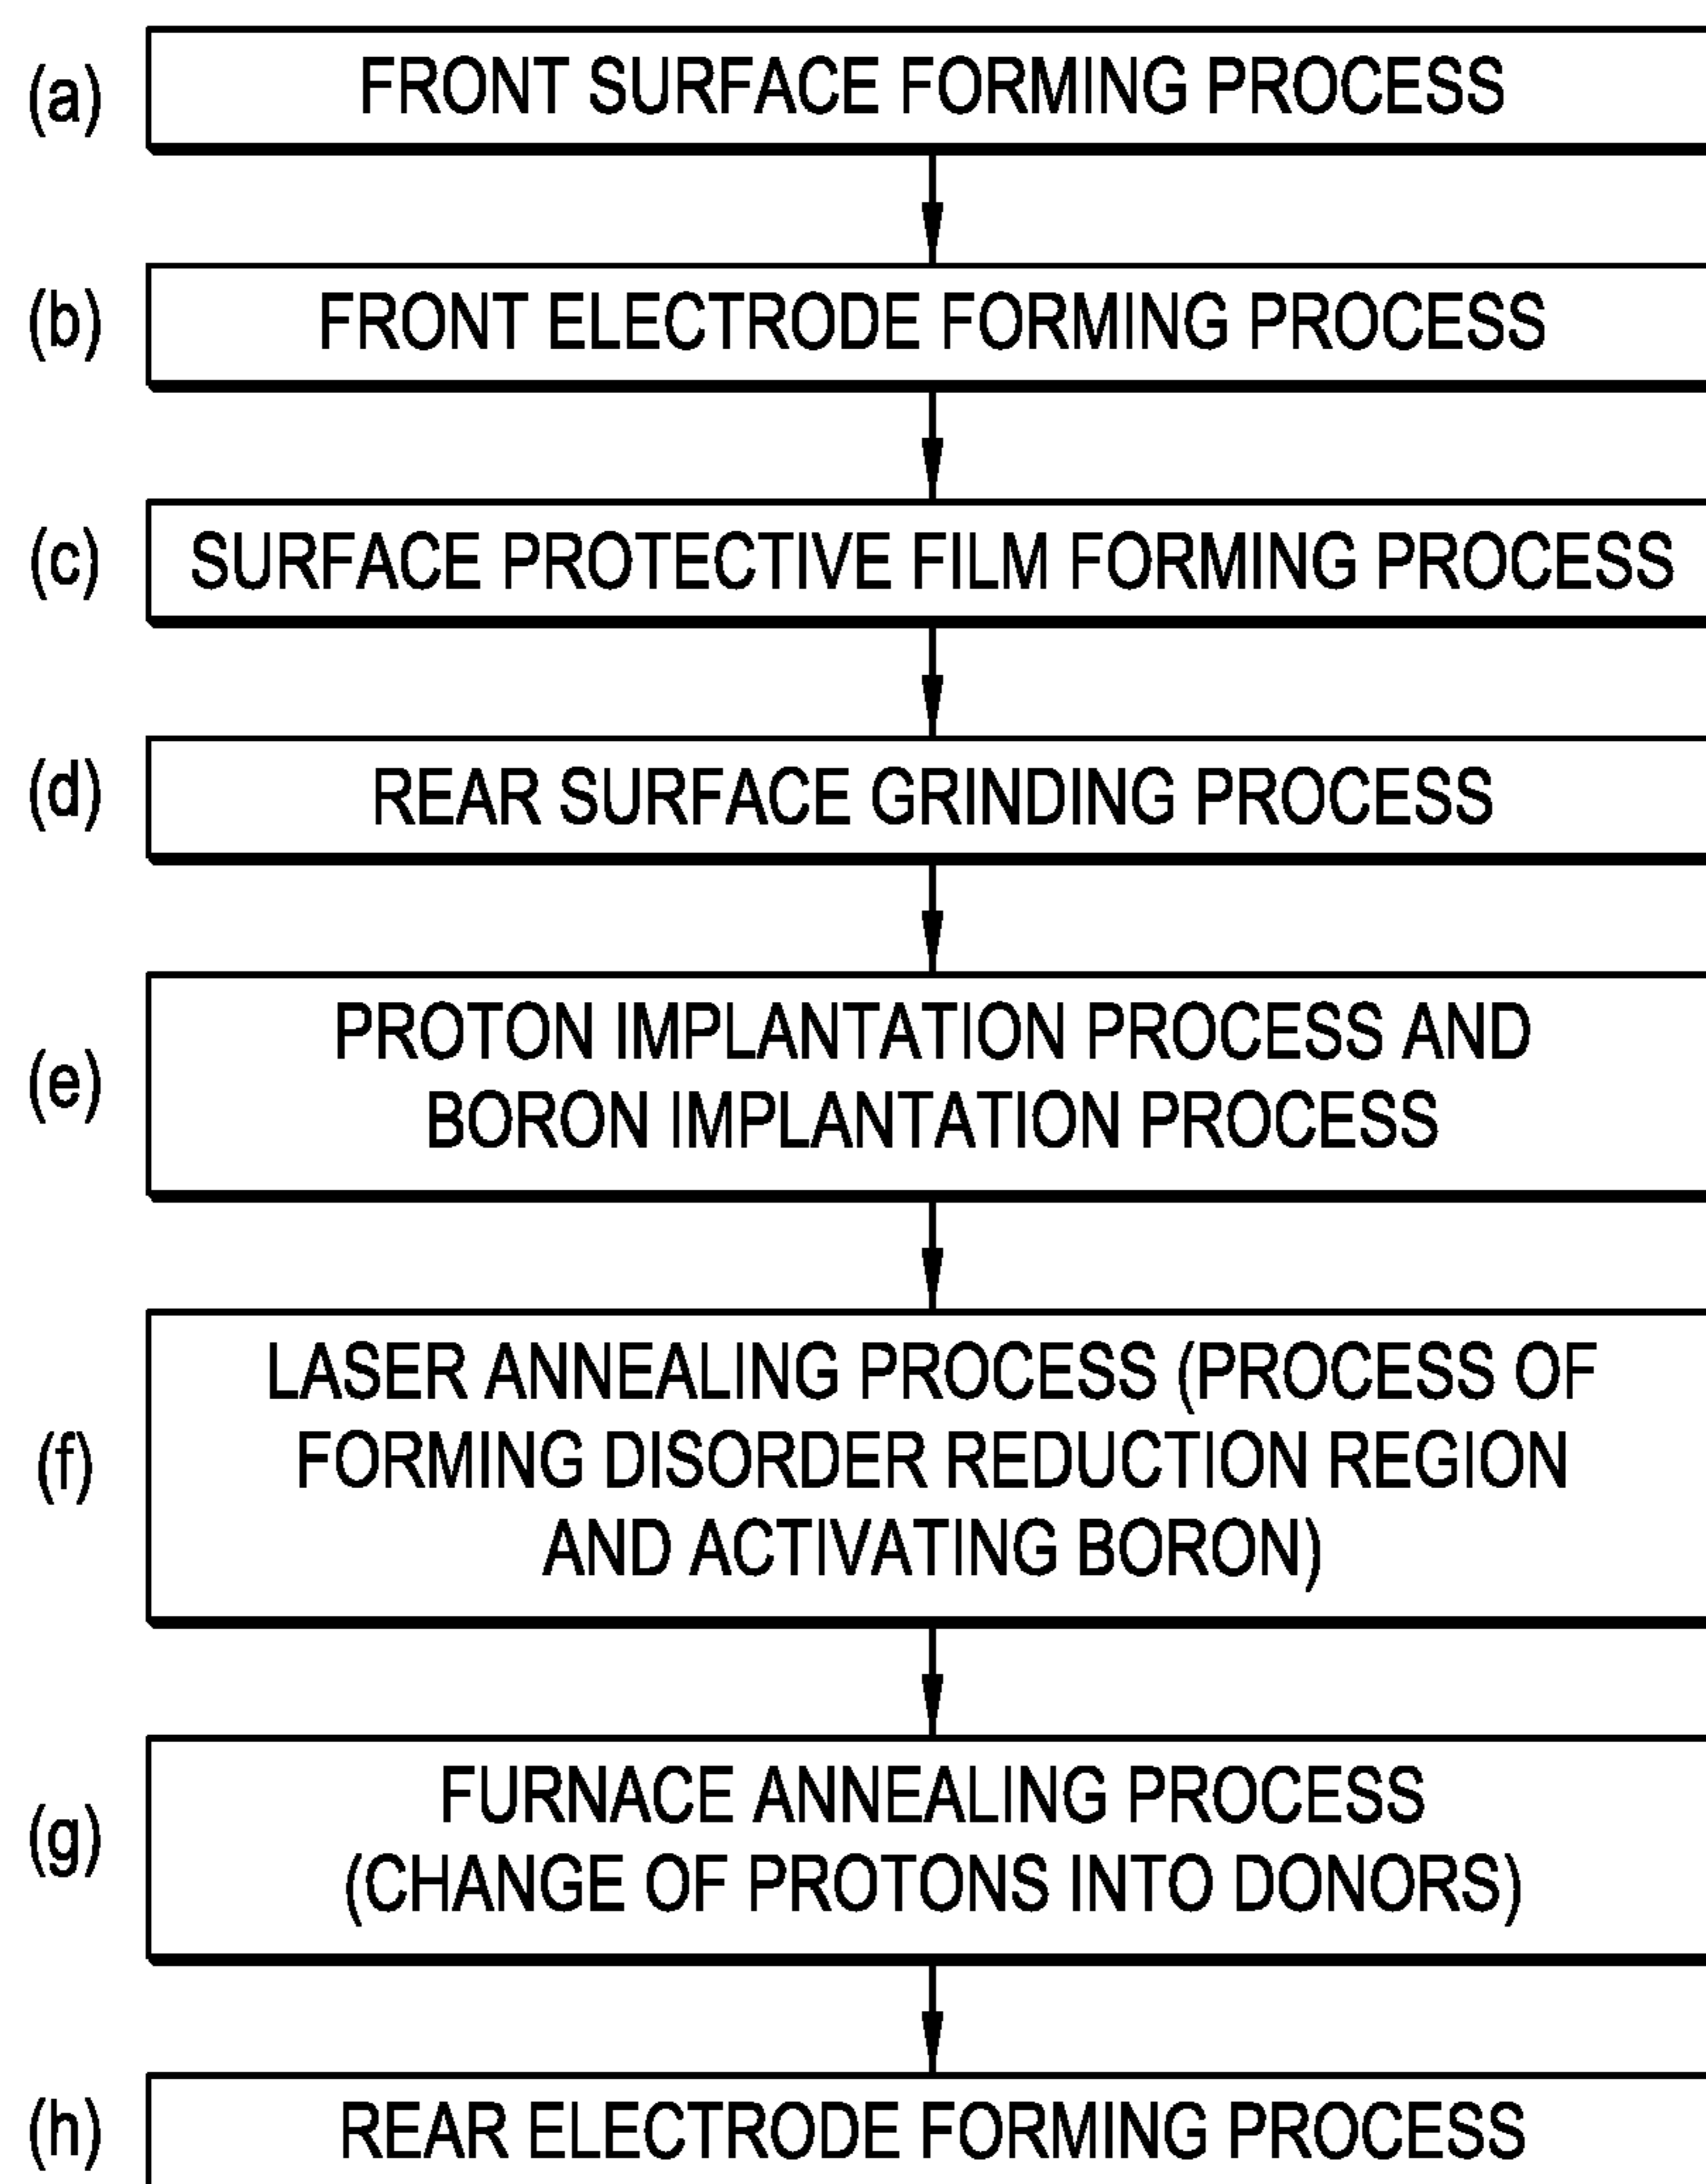 (a) FRONT SURFACE FORMING PROCESS
(b) FRONT ELECTRODE FORMING PROCESS
(c) SURFACE PROTECTIVE FILM FORMING PROCESS
(d) REAR SURFACE GRINDING PROCESS
(e) PROTON IMPLANTATION PROCESS AND
BORON IMPLANTATION PROCESS
(f) LASER ANNEALING PROCESS (PROCESS OF
FORMING DISORDER REDUCTION REGION
AND ACTIVATING BORON)
(g) FURNACE ANNEALING PROCESS
(CHANGE OF PROTONS INTO DONORS)
(h) REAR ELECTRODE FORMING PROCESS